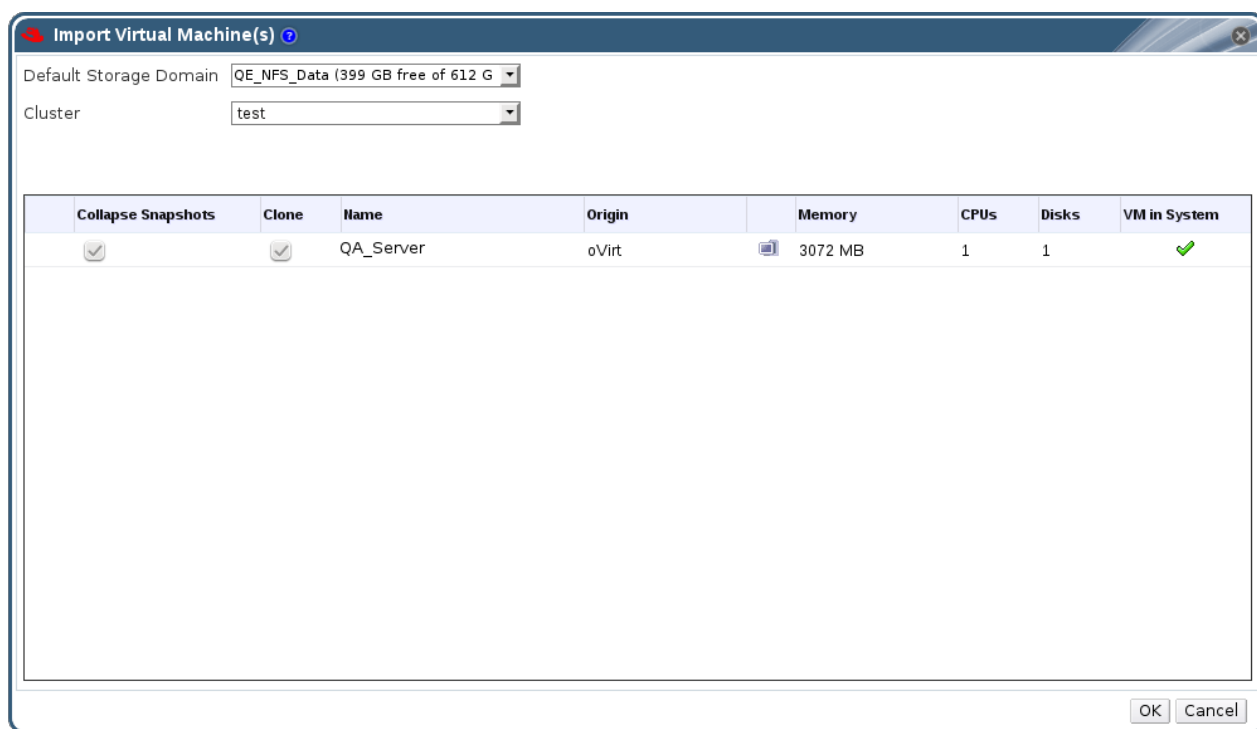 Import Virtual Machine(s) ?
Default Storage Domain QE_NFS_Data (399 GB free of 612 G
Cluster test
Collapse Snapshots Clone Name Origin Memory CPUs Disks VM in System
QA_Server oVirt 3072 MB 1 1
OK Cancel